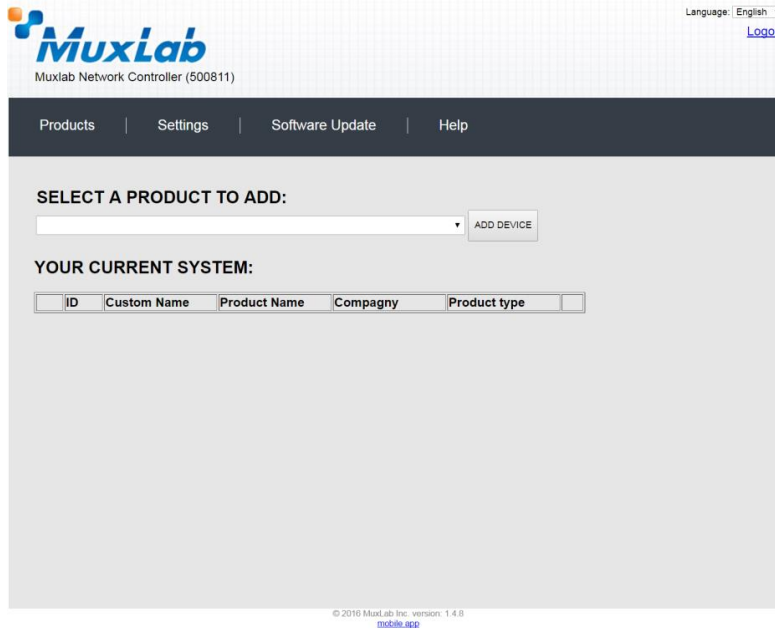 Language: English
Logo
MuxLab
Muxlab Network Controller (500811)
Products | Settings | Software Update | Help
SELECT A PRODUCT TO ADD:
ADD DEVICE
YOUR CURRENT SYSTEM:
ID Custom Name Product Name Compagny Product type
© 2016 MuxLab Inc. version: 1.4.8
mobile app